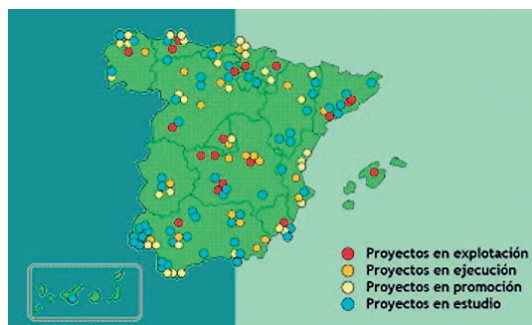 Proyectos en explotación
Proyectos en ejecución
Proyectos en promoción
Proyectos en estudio